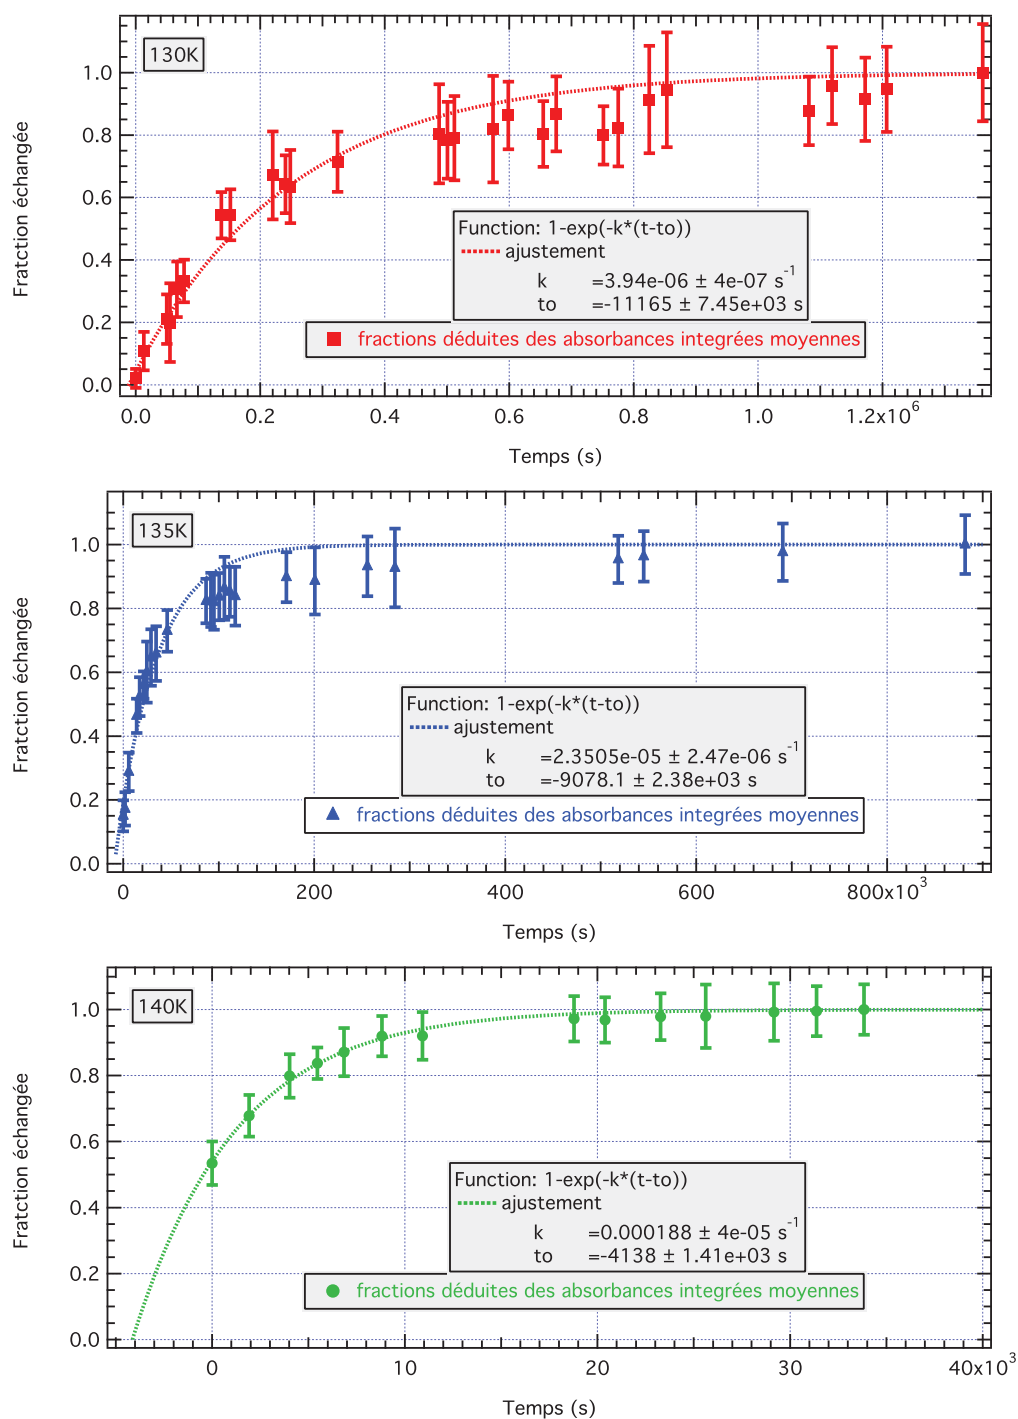 130K
Fratction échangée
1.0
0.8
0.6
0.4
0.2
0.0
Function: 1-exp(-k*(t-to))
ajustement
k =3.94e-06 ± 4e-07 s-1
to =-11165 ± 7.45e+03 s
fractions déduites des absorbances integrées moyennes
0.0 0.2 0.4 0.6 0.8 1.0 1.2x10^6
Temps (s)
135K
Fratction échangée
1.0
0.8
0.6
0.4
0.2
0.0
Function: 1-exp(-k*(t-to))
ajustement
k =2.3505e-05 ± 2.47e-06 s-1
to =-9078.1 ± 2.38e+03 s
fractions déduites des absorbances integrées moyennes
0 200 400 600 800x10^3
Temps (s)
140K
Fratction échangée
1.0
0.8
0.6
0.4
0.2
0.0
Function: 1-exp(-k*(t-to))
ajustement
k =0.000188 ± 4e-05 s-1
to =-4138 ± 1.41e+03 s
fractions déduites des absorbances integrées moyennes
0 10 20 30 40x10^3
Temps (s)